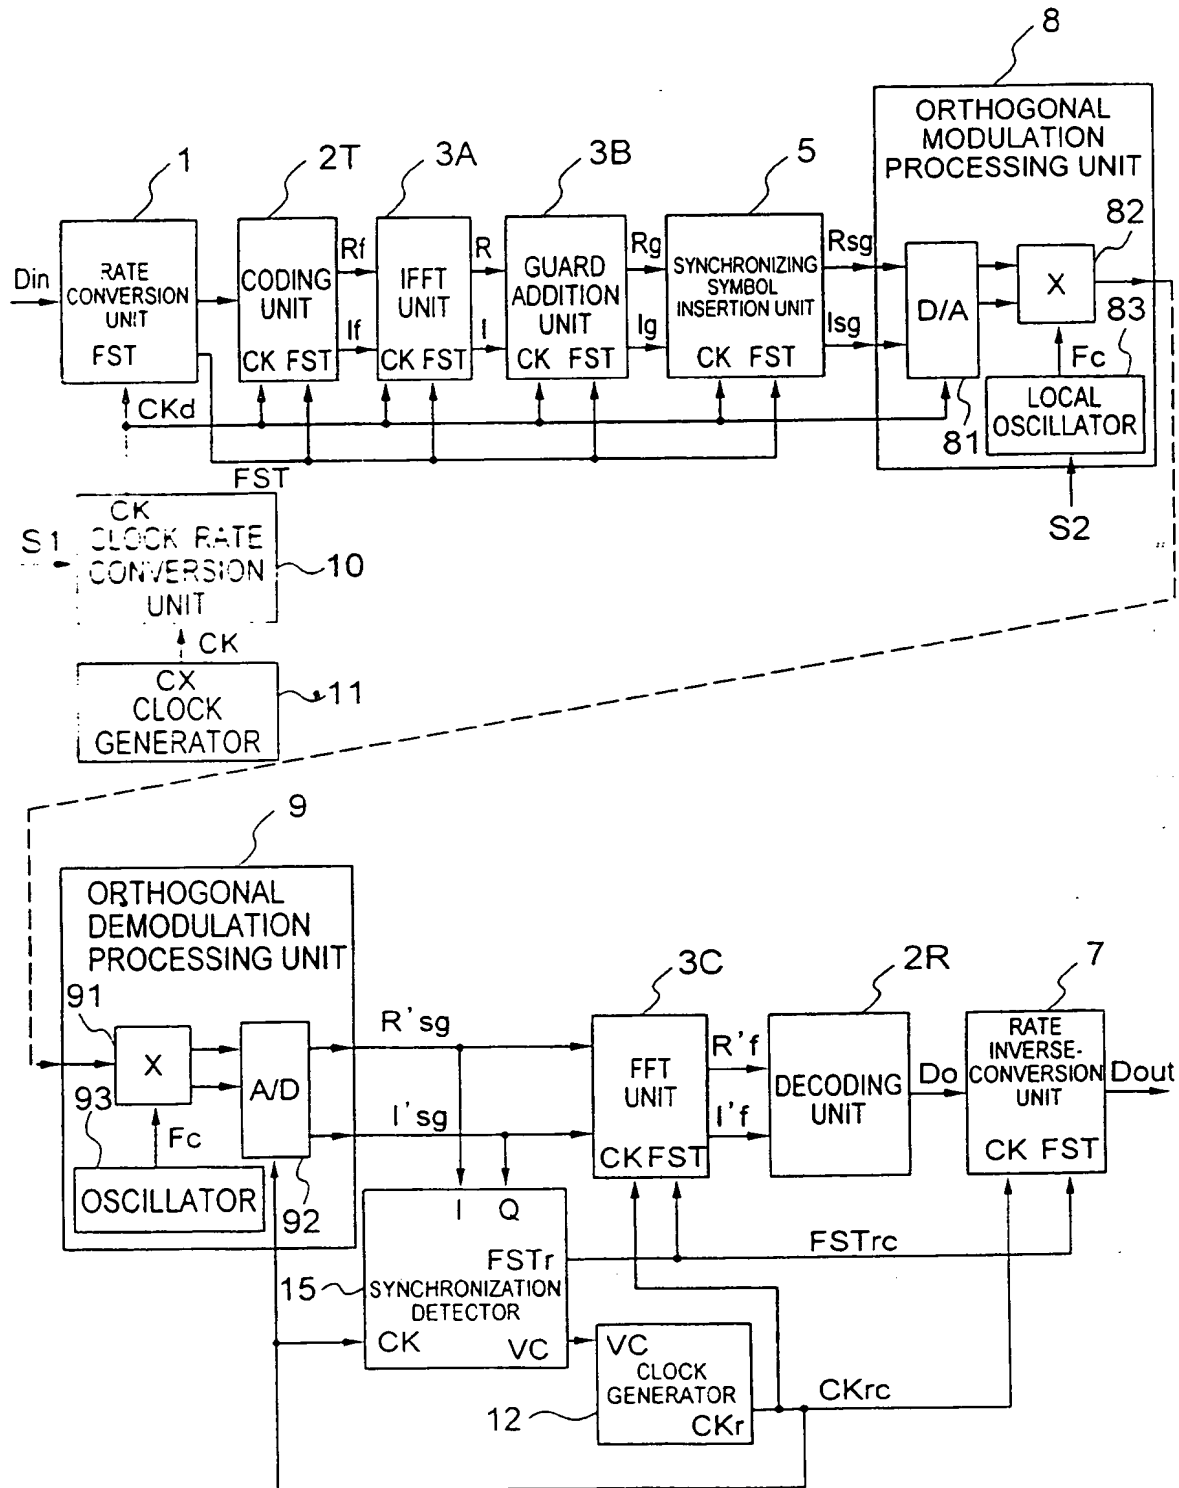 8
ORTHOGONAL
MODULATION
PROCESSING UNIT
1
2T
3A
3B
5
82
Din
RATE
CONVERSION
UNIT
FST
CODING
UNIT
CK FST
Rf
If
IFFT
UNIT
CK FST
R
I
GUARD
ADDITION
UNIT
CK FST
Rg
Ig
SYNCHRONIZING
SYMBOL
INSERTION UNIT
CK FST
Rsg
Isg
D/A
X
83
Fc
LOCAL
OSCILLATOR
81
S2
CKd
FST
S1
CK
CLOCK RATE
CONVERSION
UNIT
10
CK
CX
CLOCK
GENERATOR
11
9
ORTHOGONAL
DEMODULATION
PROCESSING UNIT
91
X
93
Fc
OSCILLATOR
A/D
92
R'sg
I'sg
3C
FFT
UNIT
CK FST
R'f
I'f
2R
DECODING
UNIT
Do
7
RATE
INVERSE-
CONVERSION
UNIT
CK FST
Dout
I Q
FSTr
15
SYNCHRONIZATION
DETECTOR
CK
VC
FSTrc
VC
CLOCK
GENERATOR
CKr
12
CKrc